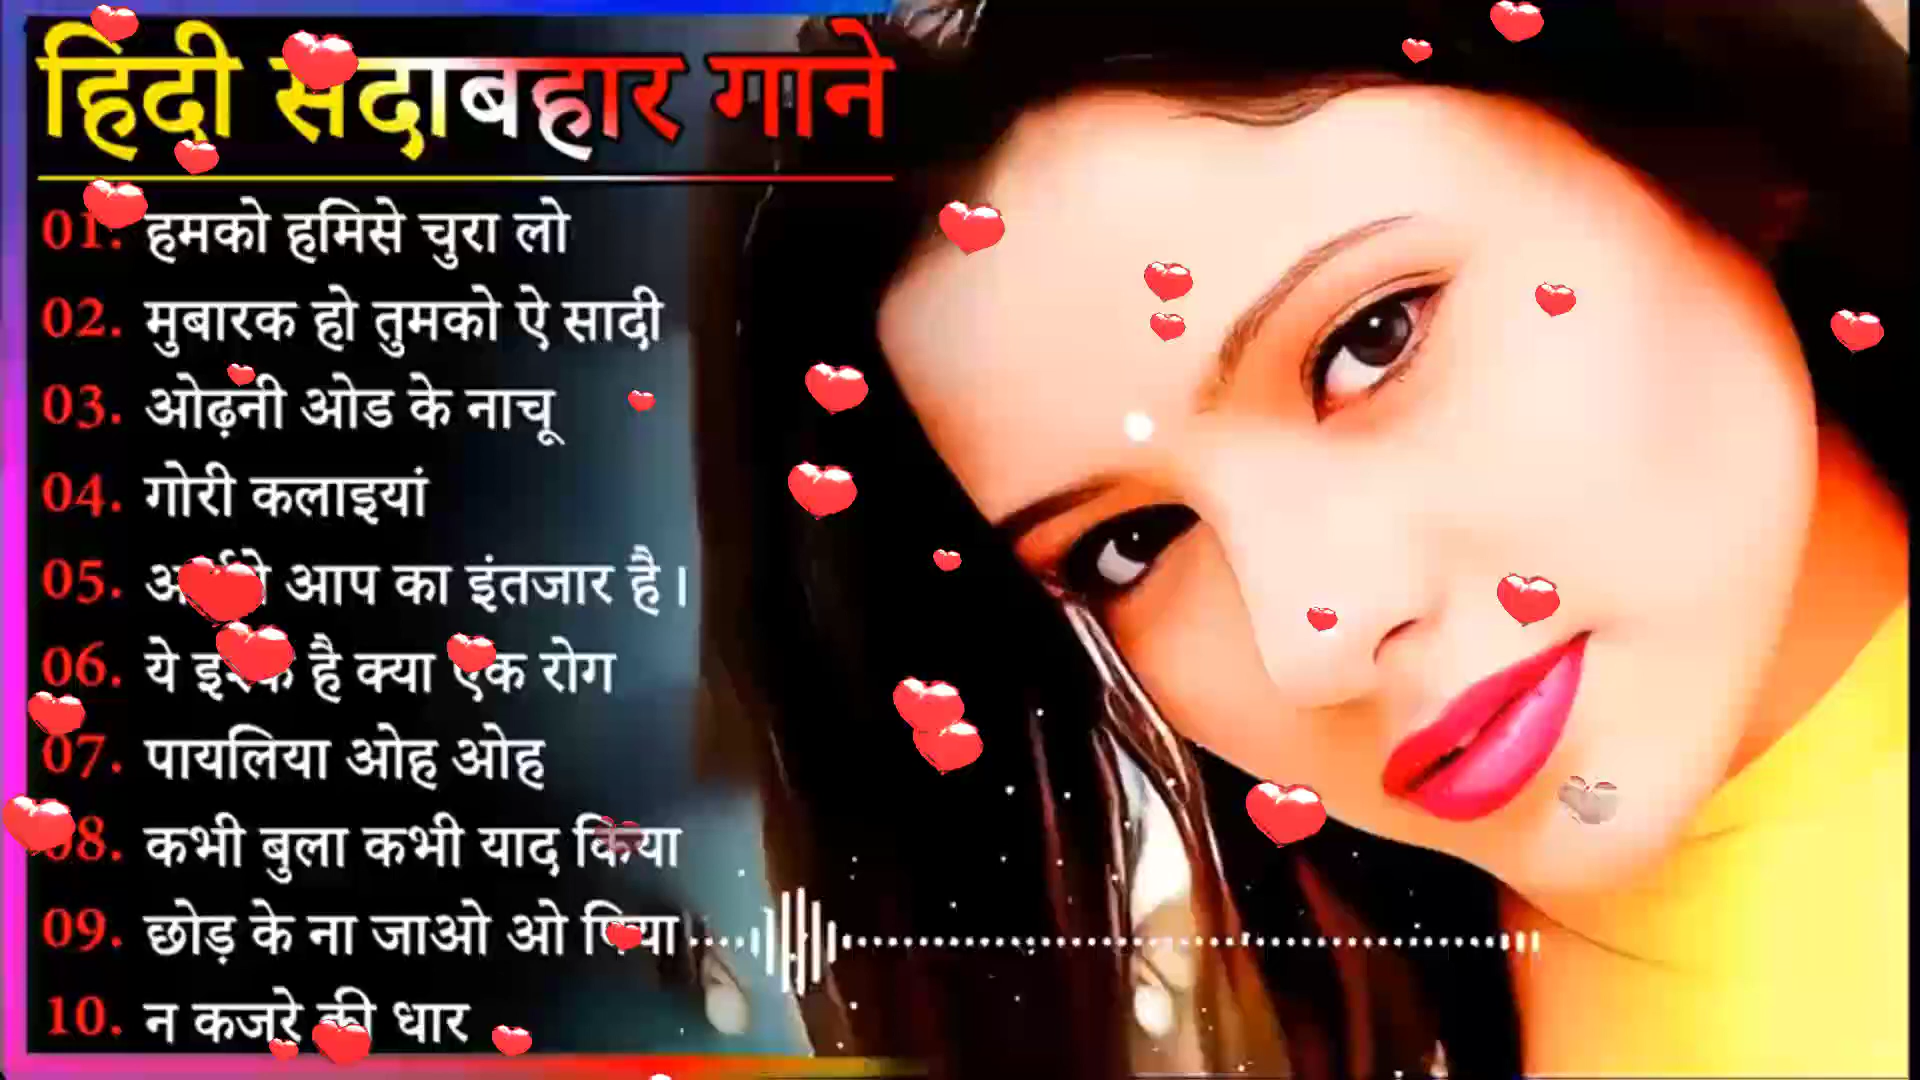 हिंदी सदाबहार गाने
01. हमको हमिसे चुरा लो
02. मुबारक हो तुमको ऐ सादी
03. ओढ़नी ओड के नाचू
04. गोरी कलाइयां
05. आप का इंतजार है।
06. ये इश्क है क्या एक रोग
07. पायलिया ओह ओह
08. कभी बुला कभी याद किया
09. छोड़ के ना जाओ ओ पिया
10. न कजरे की धार